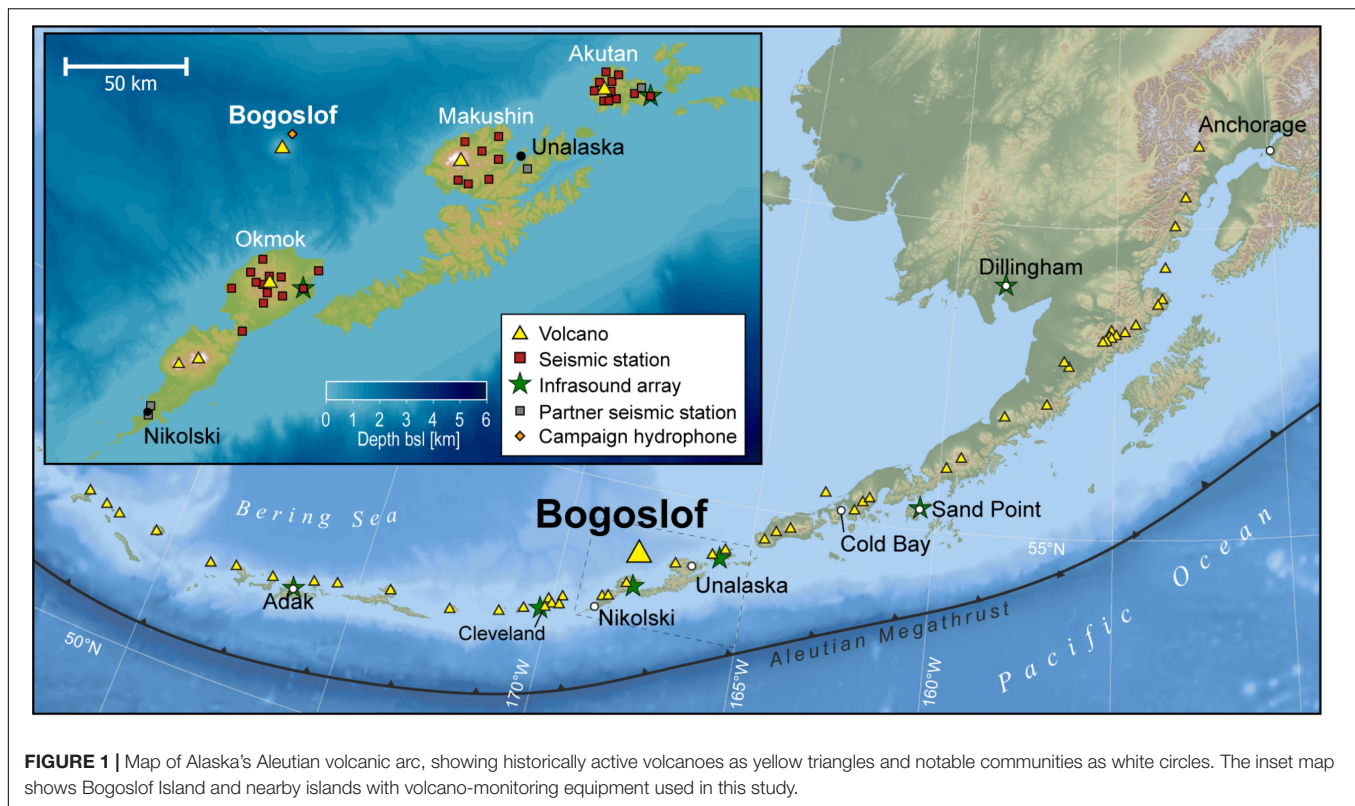 50 km
Akutan
Bogoslof
Makushin
Unalaska
Okmok
Nikolski
Volcano
Seismic station
Infrasound array
Partner seismic station
Campaign hydrophone
0 1 2 3 4 5 6
Depth bsl [km]
Anchorage
Dillingham
Bering Sea
Bogoslof
Sand Point
Cold Bay
55°N
Unalaska
Adak
Nikolski
Cleveland
Aleutian Megathrust
Pacific Ocean
50°N
170°W
165°W
160°W
FIGURE 1 | Map of Alaska's Aleutian volcanic arc, showing historically active volcanoes as yellow triangles and notable communities as white circles. The inset map
shows Bogoslof Island and nearby islands with volcano-monitoring equipment used in this study.